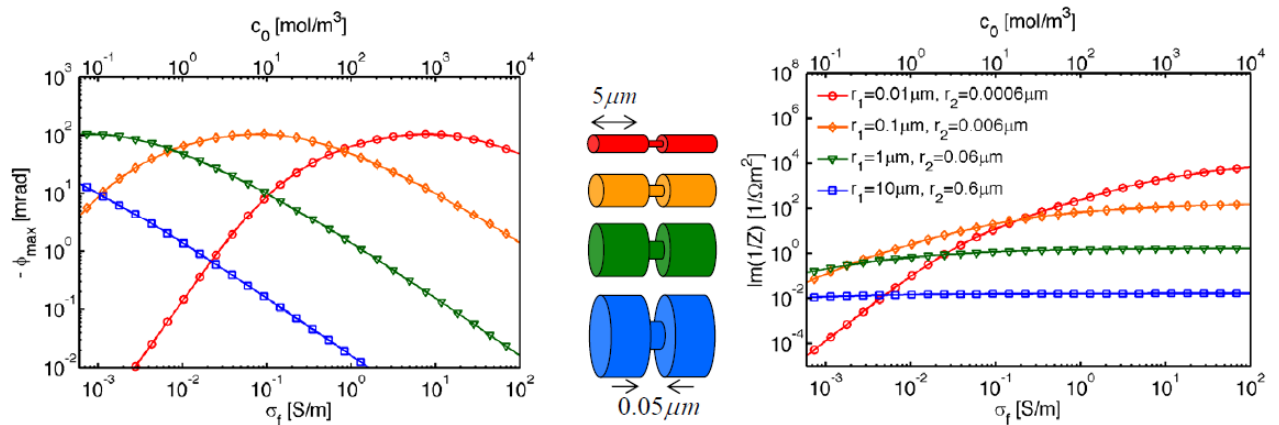 c₀ [mol/m³]
10⁻¹ 10⁰ 10¹ 10² 10³ 10⁴
10³
10²
10¹
10⁰
10⁻¹
10⁻²
- ϕmax [mrad]
10⁻³ 10⁻² 10⁻¹ 10⁰ 10¹ 10²
σf [S/m]
5μm
0.05μm
c₀ [mol/m³]
10⁻¹ 10⁰ 10¹ 10² 10³ 10⁴
10⁸
10⁶
10⁴
10²
10⁰
10⁻²
10⁻⁴
Im(1/Z) [1/Ωm²]
r₁=0.01μm, r₂=0.0006μm
r₁=0.1μm, r₂=0.006μm
r₁=1μm, r₂=0.06μm
r₁=10μm, r₂=0.6μm
10⁻³ 10⁻² 10⁻¹ 10⁰ 10¹ 10²
σf [S/m]